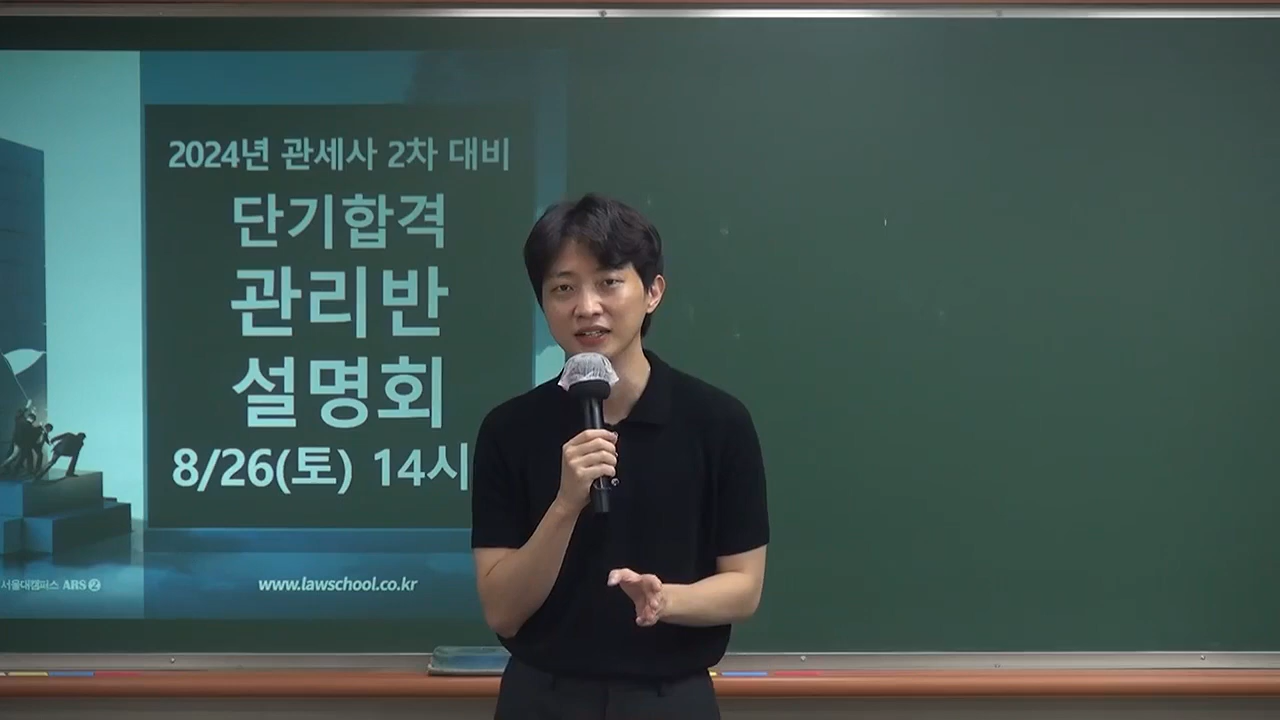 2024년 관세사 2차 대비
단기합격
관리반
설명회
8/26(토) 14시
서울대캠퍼스 ARS 2
www.lawschool.co.kr